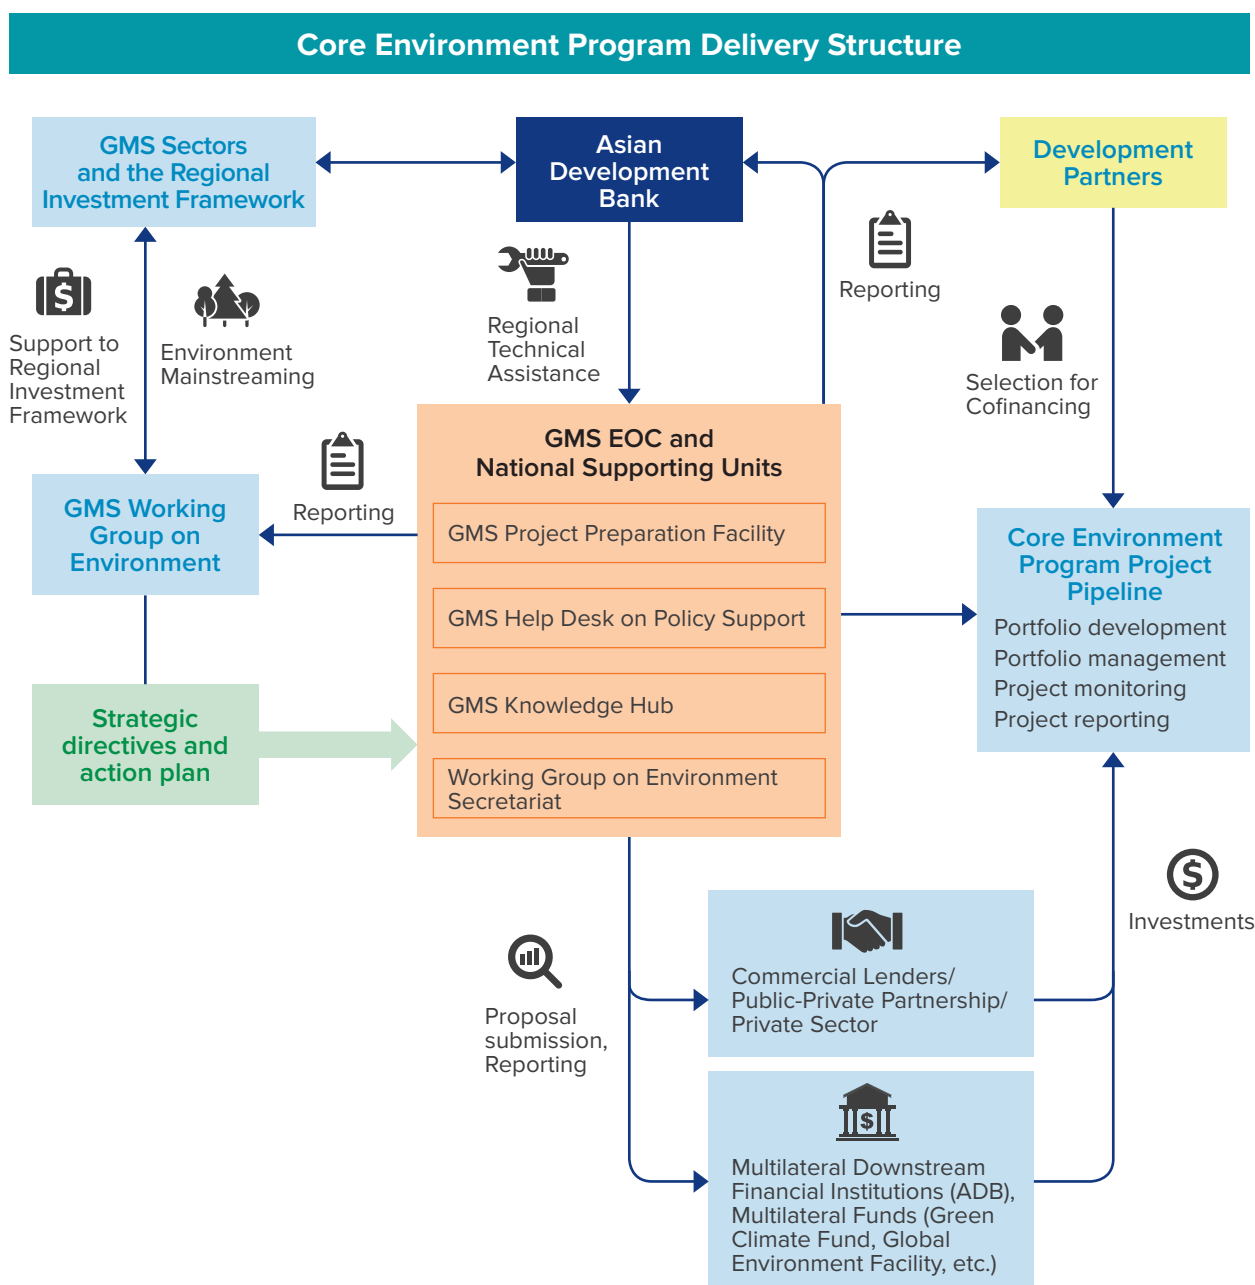 Core Environment Program Delivery Structure
GMS Sectors
and the Regional
Investment Framework
Asian
Development
Bank
Development
Partners
Support to
Regional
Investment
Framework
Environment
Mainstreaming
Regional
Technical
Assistance
Reporting
Selection for
Cofinancing
GMS Working
Group on
Environment
Reporting
GMS EOC and
National Supporting Units
GMS Project Preparation Facility
GMS Help Desk on Policy Support
GMS Knowledge Hub
Working Group on Environment
Secretariat
Core Environment
Program Project
Pipeline
Portfolio development
Portfolio management
Project monitoring
Project reporting
Strategic
directives and
action plan
Proposal
submission,
Reporting
Commercial Lenders/
Public-Private Partnership/
Private Sector
Investments
Multilateral Downstream
Financial Institutions (ADB),
Multilateral Funds (Green
Climate Fund, Global
Environment Facility, etc.)
$
$
$